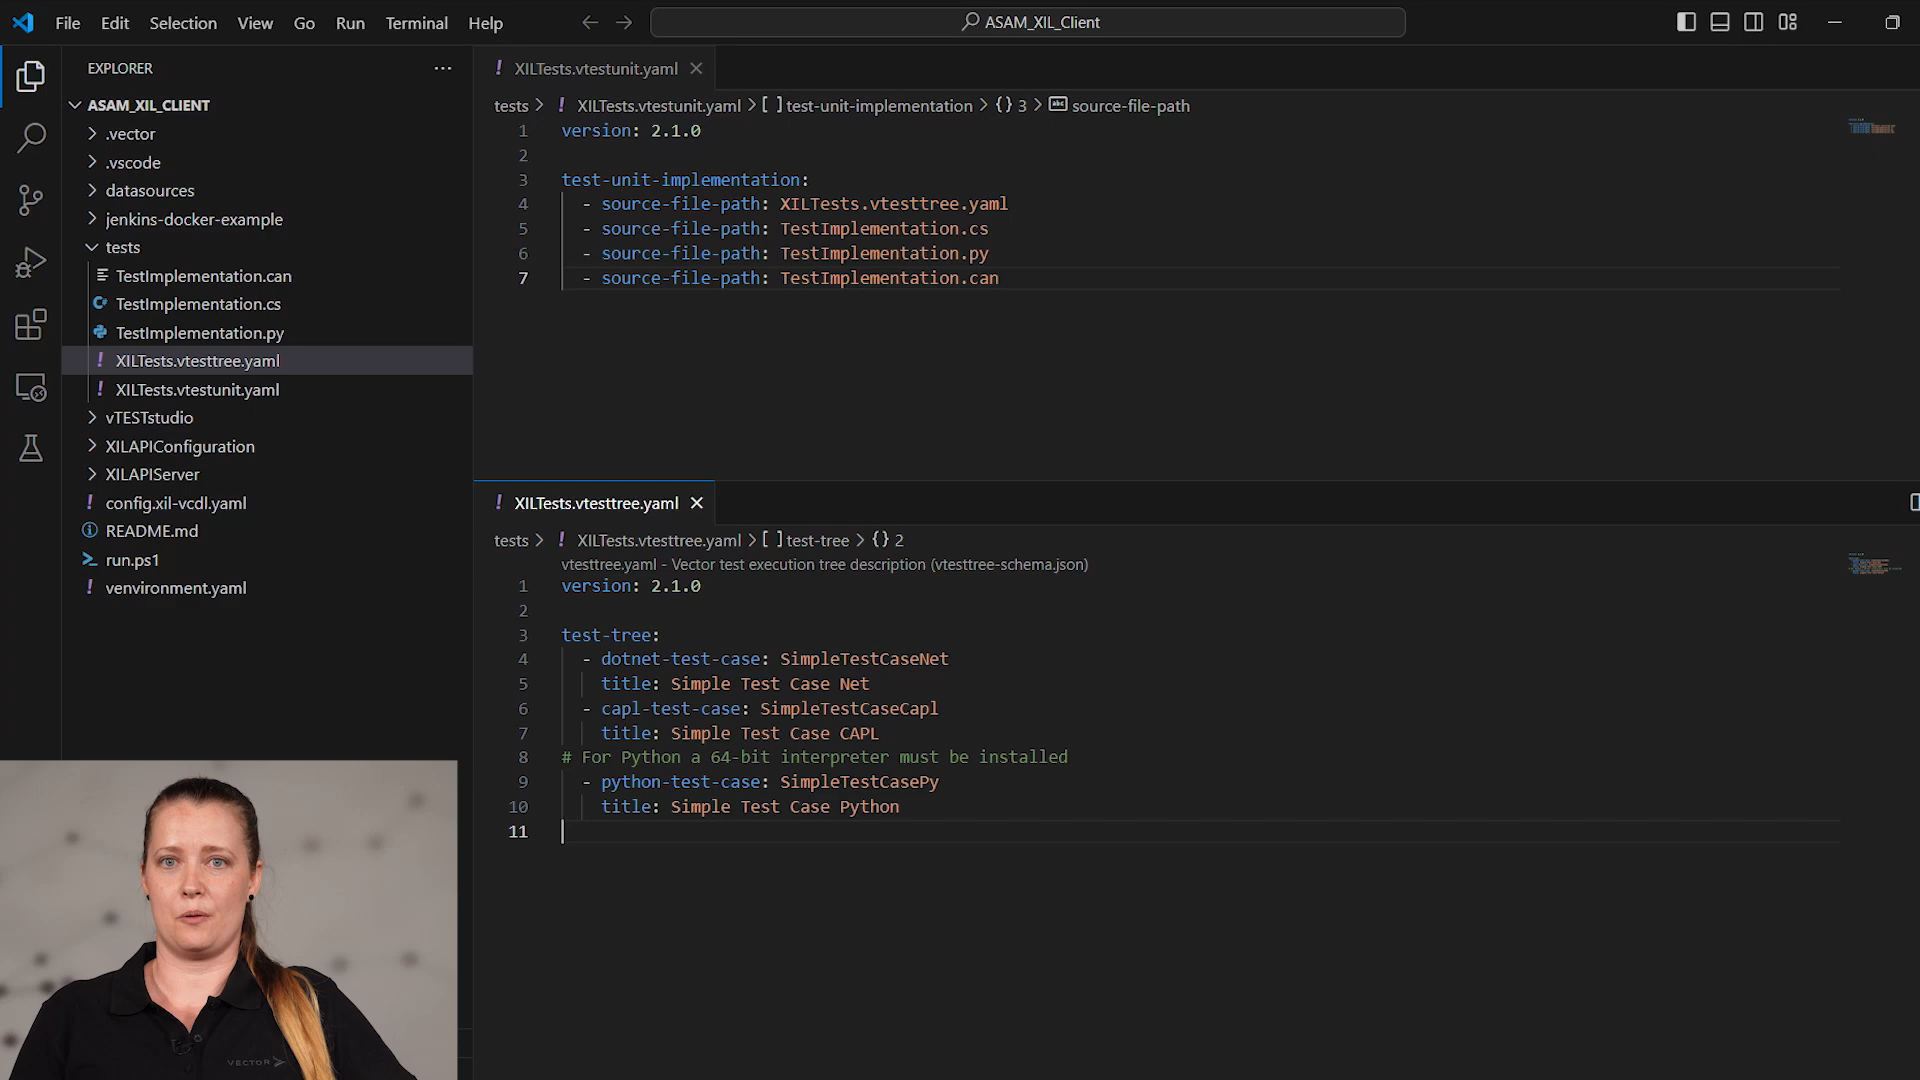 File Edit Selection View Go Run Terminal Help
ASAM_XIL_Client
EXPLORER
ASAM_XIL_CLIENT
.vector
.vscode
datasources
jenkins-docker-example
tests
TestImplementation.can
TestImplementation.cs
TestImplementation.py
XILTests.vtesttree.yaml
XILTests.vtestunit.yaml
vTESTstudio
XILAPIConfiguration
XILAPIServer
config.xil-vcdl.yaml
README.md
run.ps1
venvironment.yaml
XILTests.vtestunit.yaml
tests > ! XILTests.vtestunit.yaml > [ ] test-unit-implementation > {} 3 > source-file-path
1 version: 2.1.0
2
3 test-unit-implementation:
4 - source-file-path: XILTests.vtesttree.yaml
5 - source-file-path: TestImplementation.cs
6 - source-file-path: TestImplementation.py
7 - source-file-path: TestImplementation.can
XILTests.vtesttree.yaml
tests > ! XILTests.vtesttree.yaml > [ ] test-tree > {} 2
vtesttree.yaml - Vector test execution tree description (vtesttree-schema.json)
1 version: 2.1.0
2
3 test-tree:
4 - dotnet-test-case: SimpleTestCaseNet
5 title: Simple Test Case Net
6 - capl-test-case: SimpleTestCaseCapl
7 title: Simple Test Case CAPL
8 # For Python a 64-bit interpreter must be installed
9 - python-test-case: SimpleTestCasePy
10 title: Simple Test Case Python
11
VECTOR